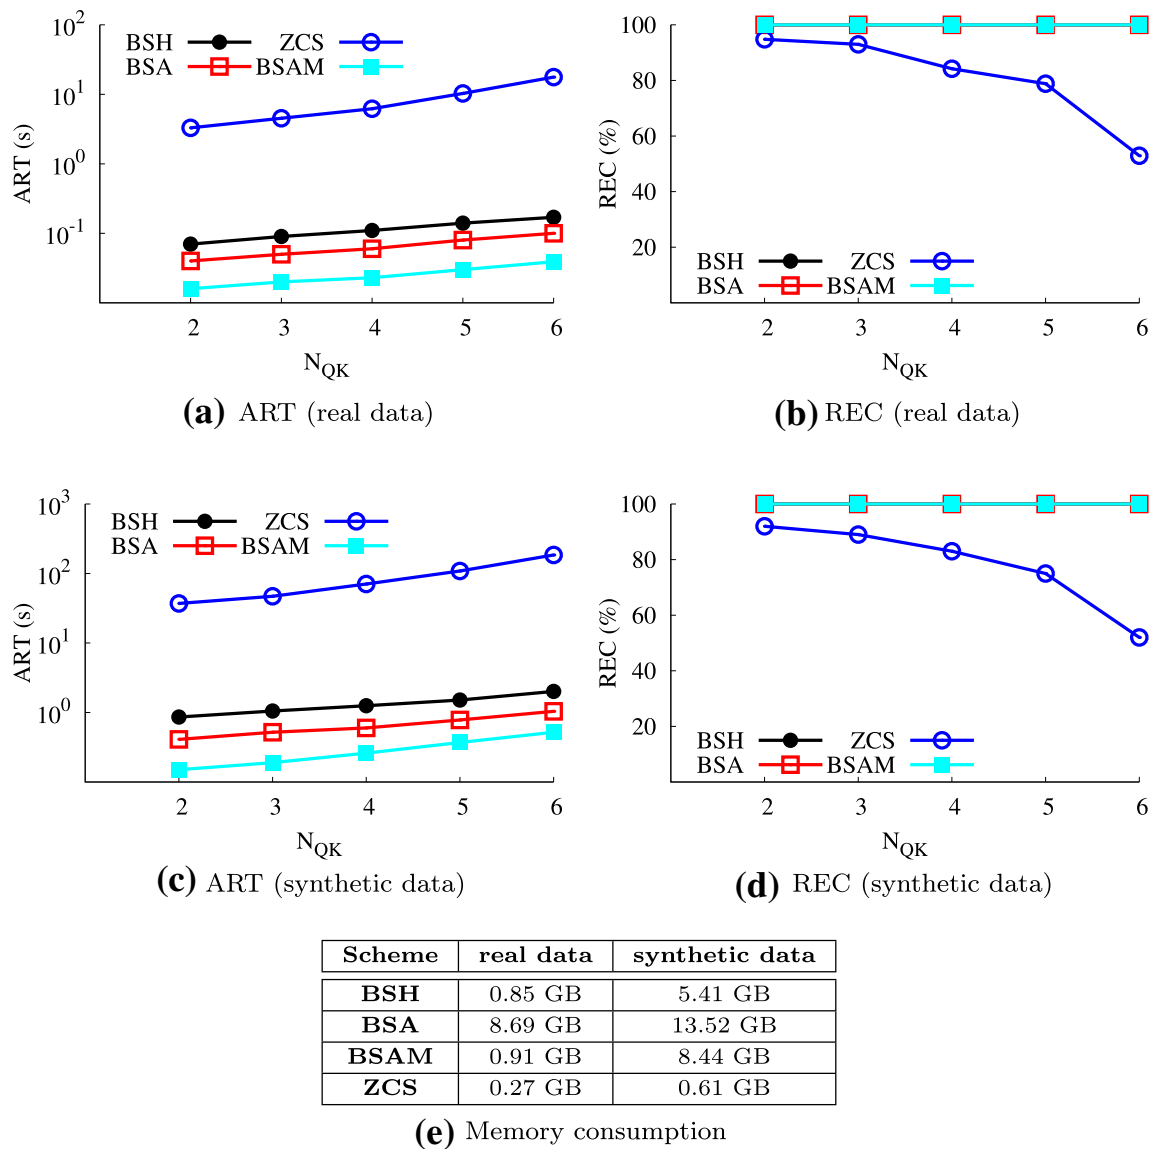 10^2
10^1
10^0
10^-1
ART (s)
BSH ZCS
BSA BSAM
2 3 4 5 6
N_QK
(a) ART (real data)
100
80
60
40
20
REC (%)
BSH ZCS
BSA BSAM
2 3 4 5 6
N_QK
(b) REC (real data)
10^3
10^2
10^1
10^0
ART (s)
BSH ZCS
BSA BSAM
2 3 4 5 6
N_QK
(c) ART (synthetic data)
100
80
60
40
20
REC (%)
BSH ZCS
BSA BSAM
2 3 4 5 6
N_QK
(d) REC (synthetic data)
Scheme real data synthetic data
BSH 0.85 GB 5.41 GB
BSA 8.69 GB 13.52 GB
BSAM 0.91 GB 8.44 GB
ZCS 0.27 GB 0.61 GB
(e) Memory consumption